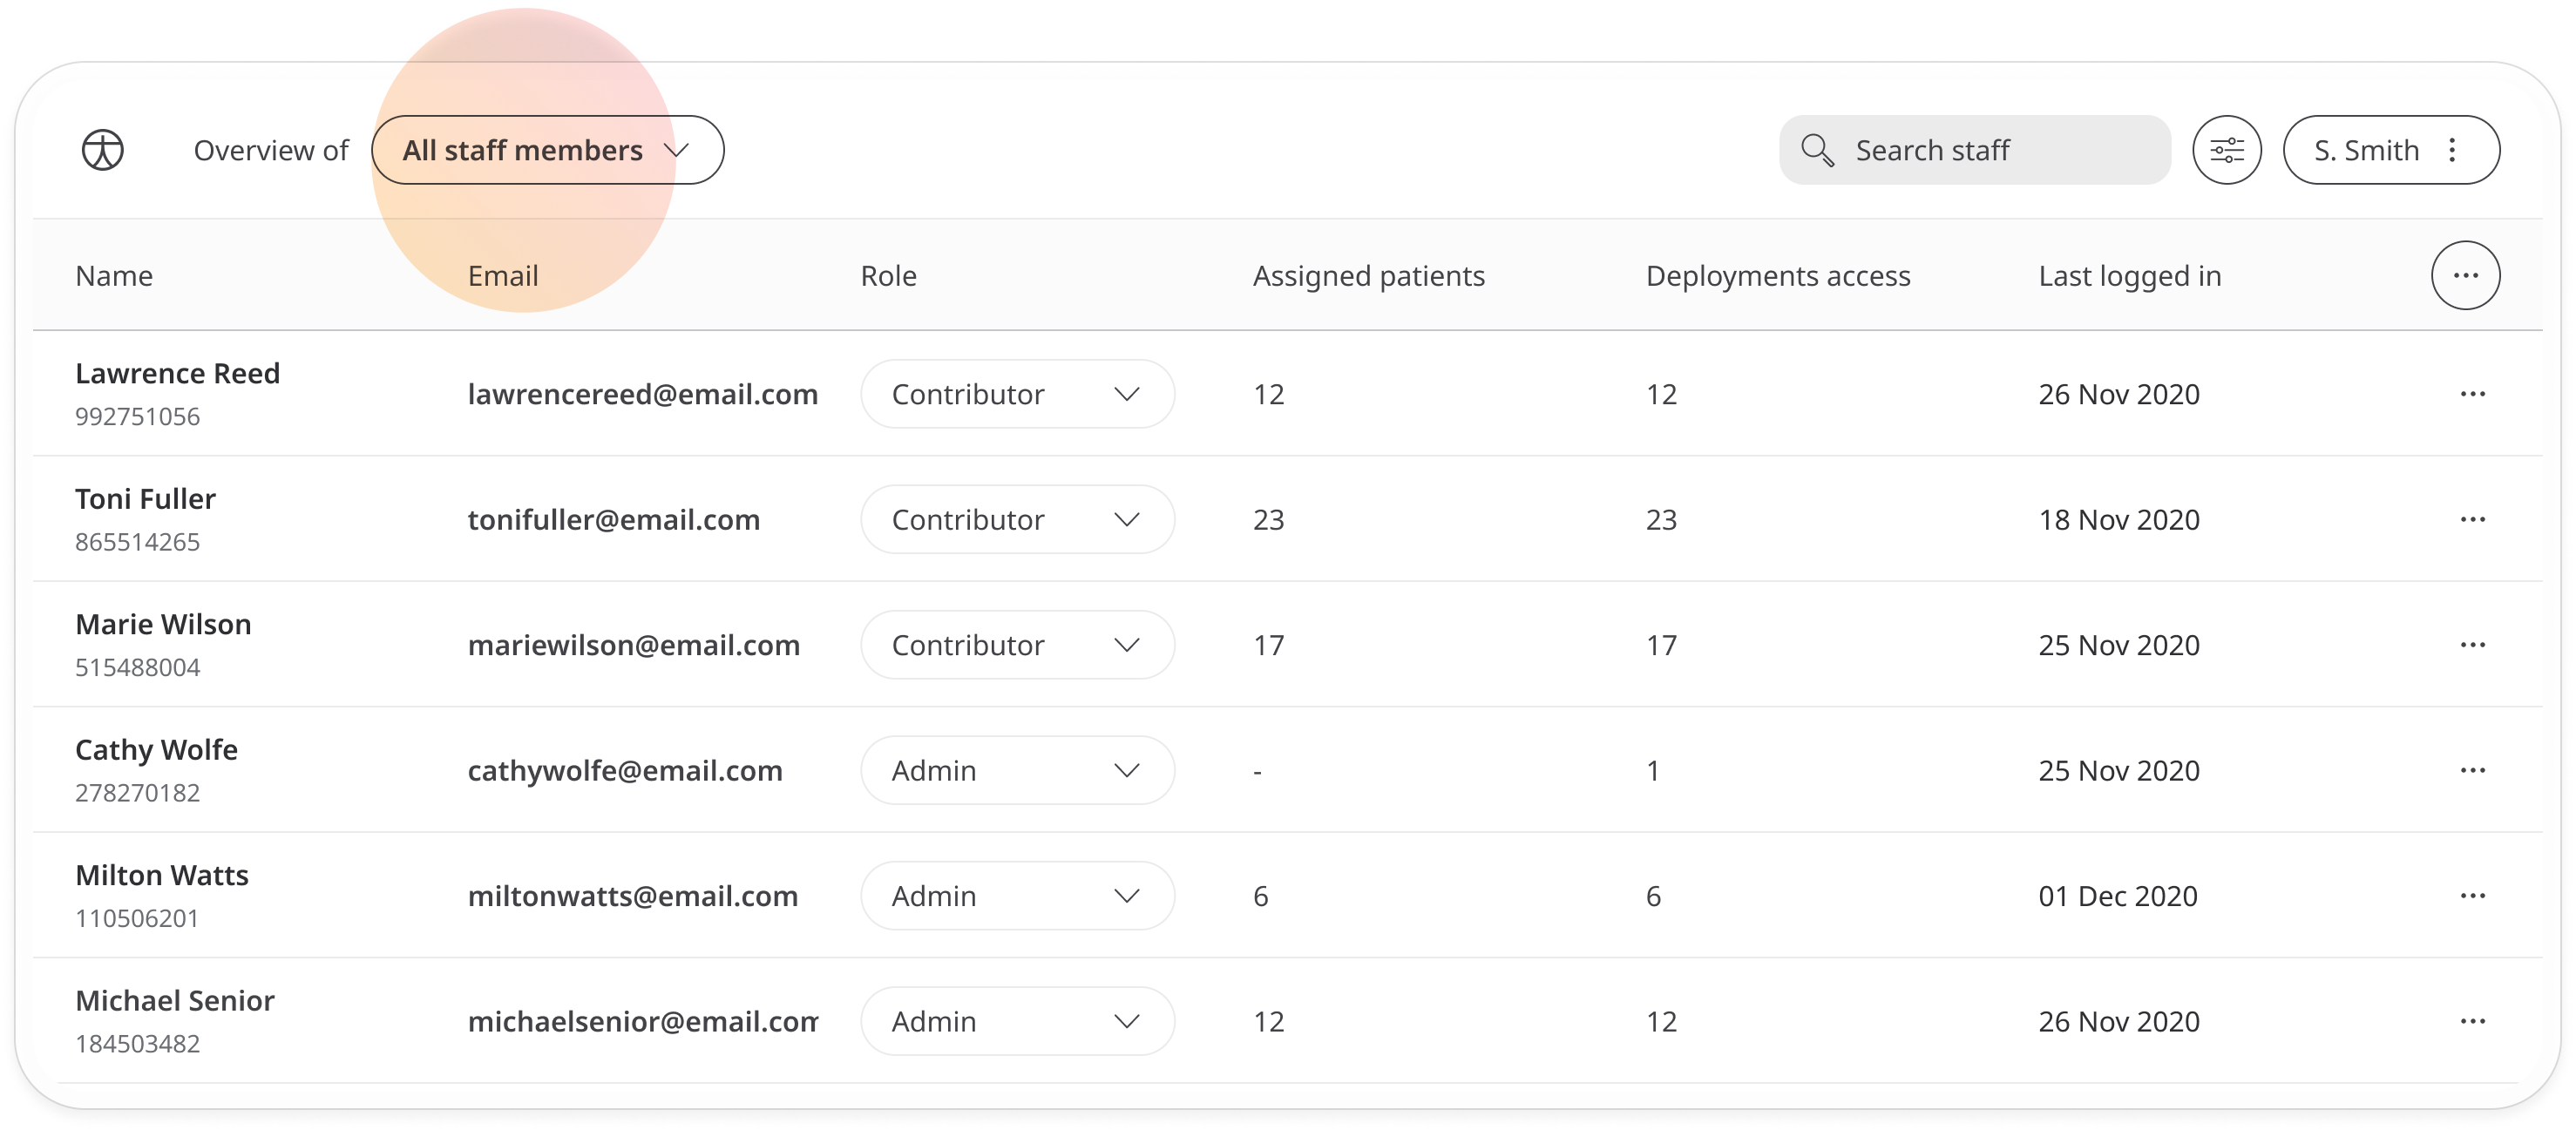 Overview of All staff members Search staff S. Smith
Name Email Role Assigned patients Deployments access Last logged in
Lawrence Reed
992751056
lawrencereed@email.com Contributor 12 12 26 Nov 2020
Toni Fuller
865514265
tonifuller@email.com Contributor 23 23 18 Nov 2020
Marie Wilson
515488004
mariewilson@email.com Contributor 17 17 25 Nov 2020
Cathy Wolfe
278270182
cathywolfe@email.com Admin - 1 25 Nov 2020
Milton Watts
110506201
miltonwatts@email.com Admin 6 6 01 Dec 2020
Michael Senior
184503482
michaelsenior@email.com Admin 12 12 26 Nov 2020